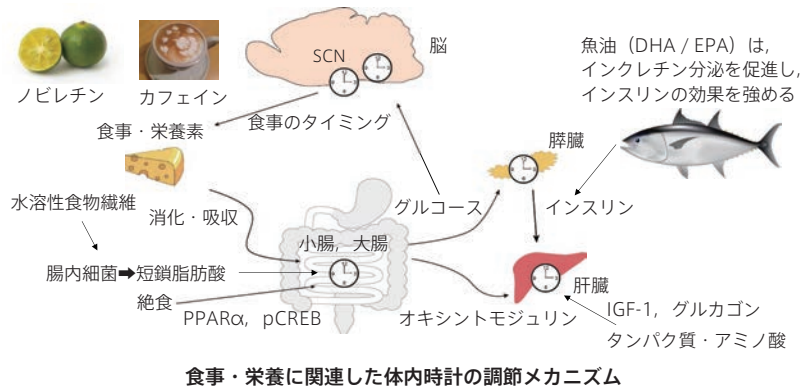 SCN
脳
魚油（DHA / EPA）は，
インクレチン分泌を促進し，
インスリンの効果を強める
ノビレチン
カフェイン
食事・栄養素
食事のタイミング
膵臓
水溶性食物繊維
消化・吸収
グルコース
インスリン
小腸，大腸
腸内細菌➡短鎖脂肪酸
絶食
PPARα，pCREB
オキシントモジュリン
肝臓
IGF-1，グルカゴン
タンパク質・アミノ酸
食事・栄養に関連した体内時計の調節メカニズム